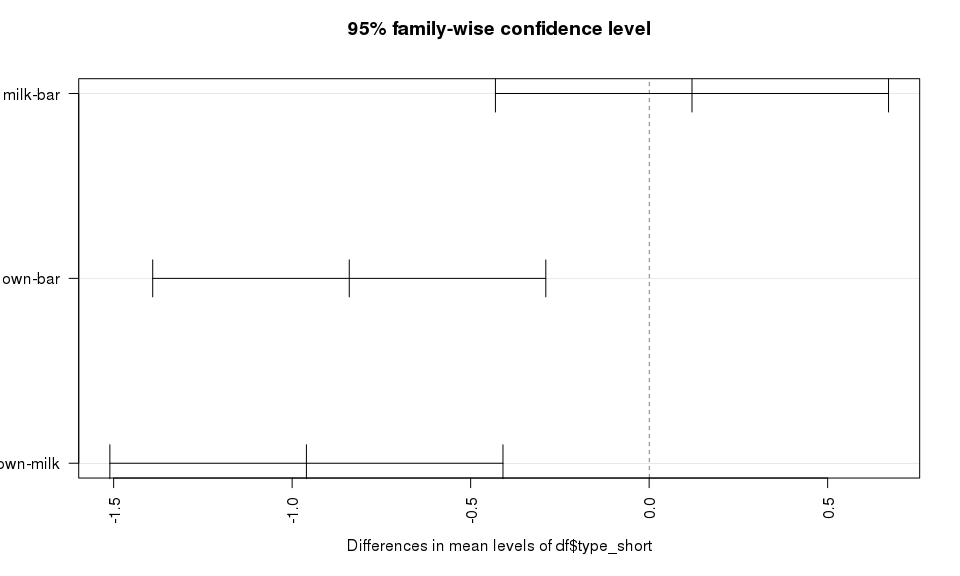 95% family-wise confidence level
milk-bar
own-bar
own-milk
-1.5
-1.0
-0.5
0.0
0.5
Differences in mean levels of df$type_short